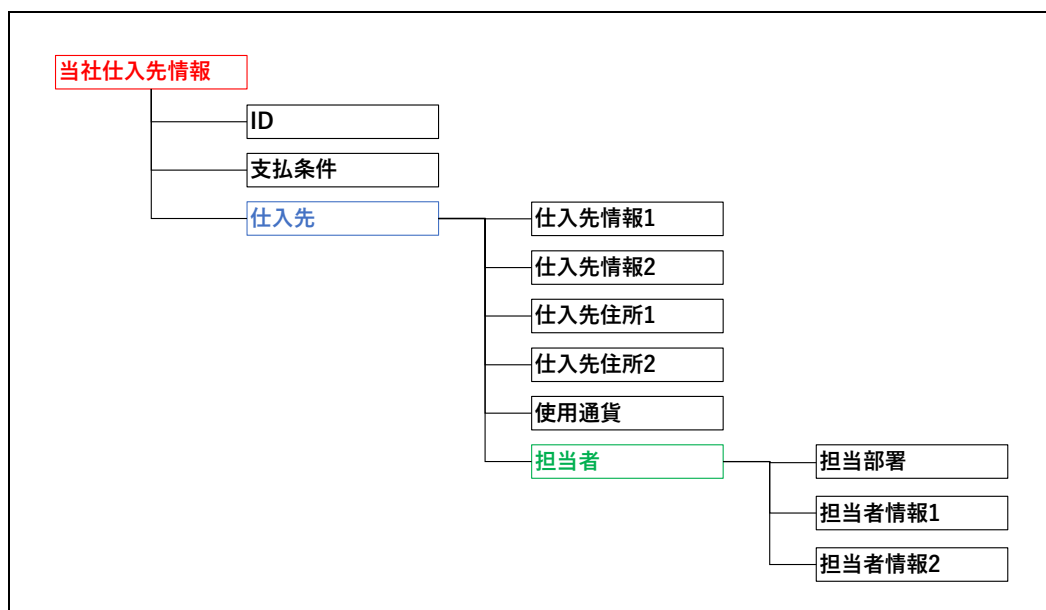 当社仕入先情報
ID
支払条件
仕入先
仕入先情報1
仕入先情報2
仕入先住所1
仕入先住所2
使用通貨
担当者
担当部署
担当者情報1
担当者情報2